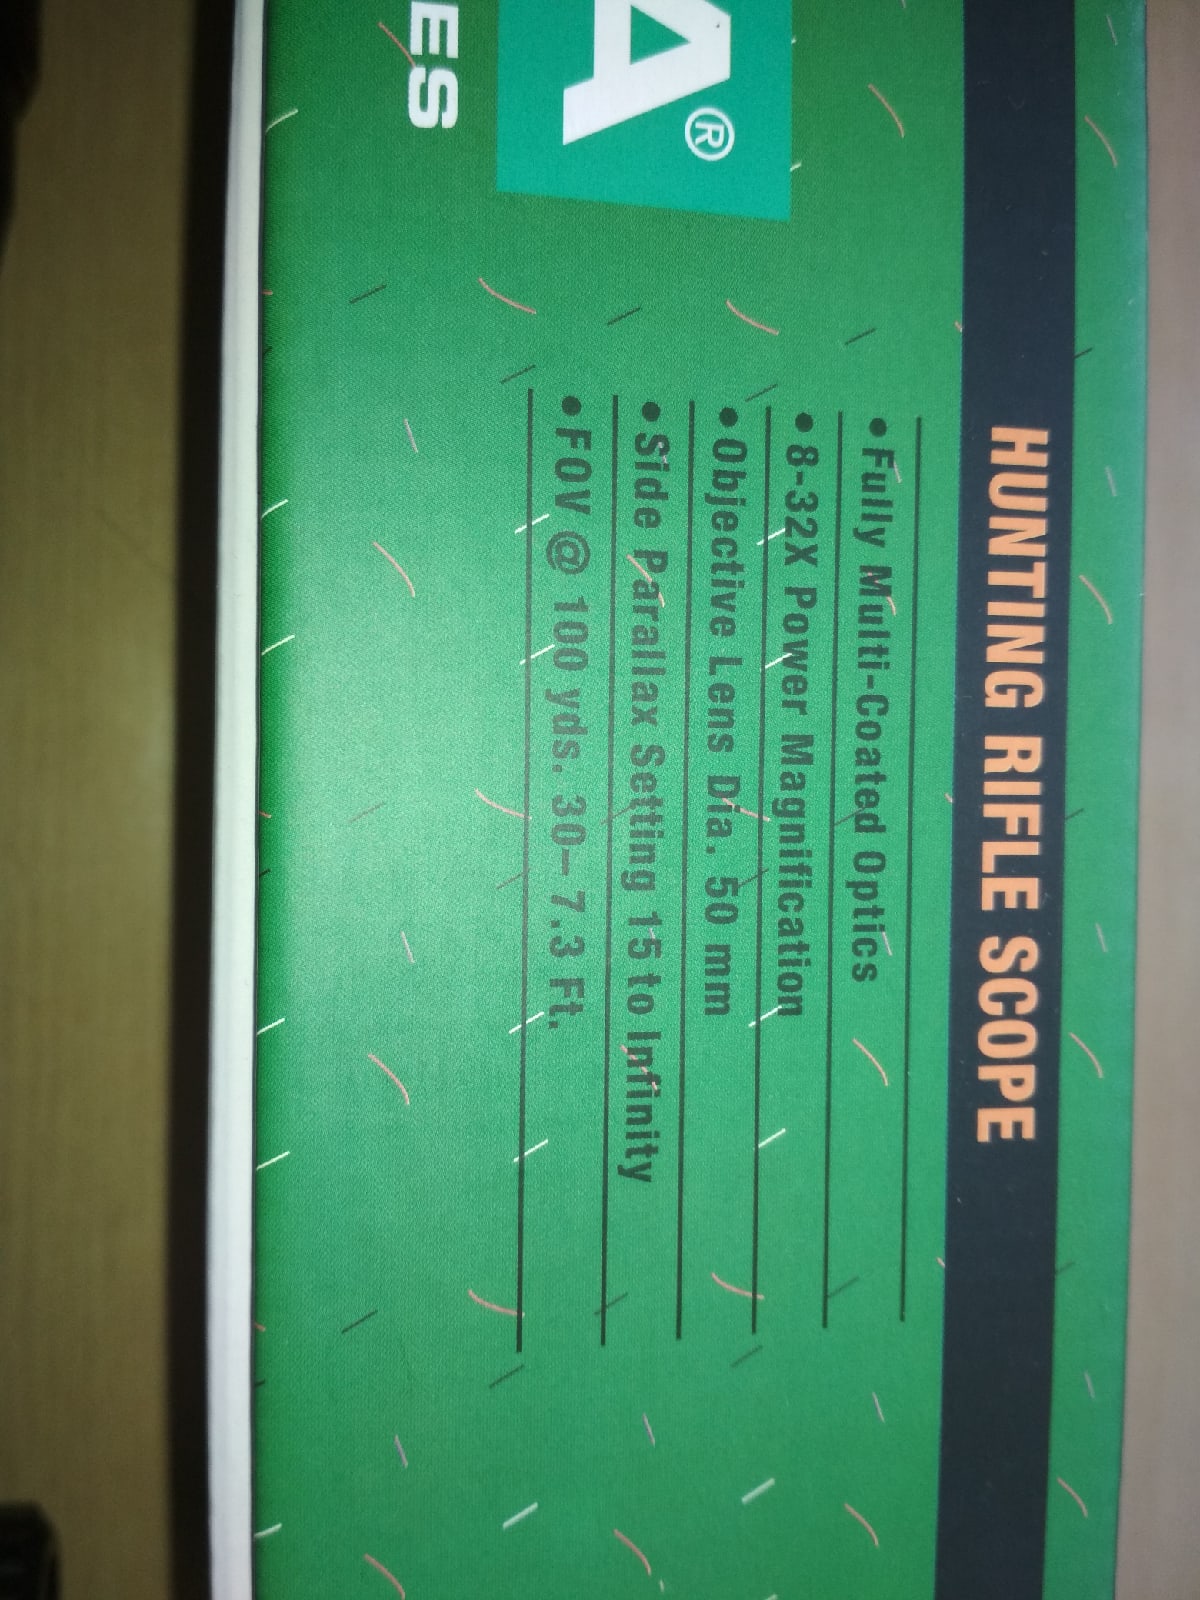 A®
ES
HUNTING RIFLE SCOPE
• Fully Multi-Coated Optics
• 8-32X Power Magnification
• Objective Lens Dia. 50 mm
• Side Parallax Setting 15 to Infinity
• FOV @ 100 yds. 30- 7.3 Ft.